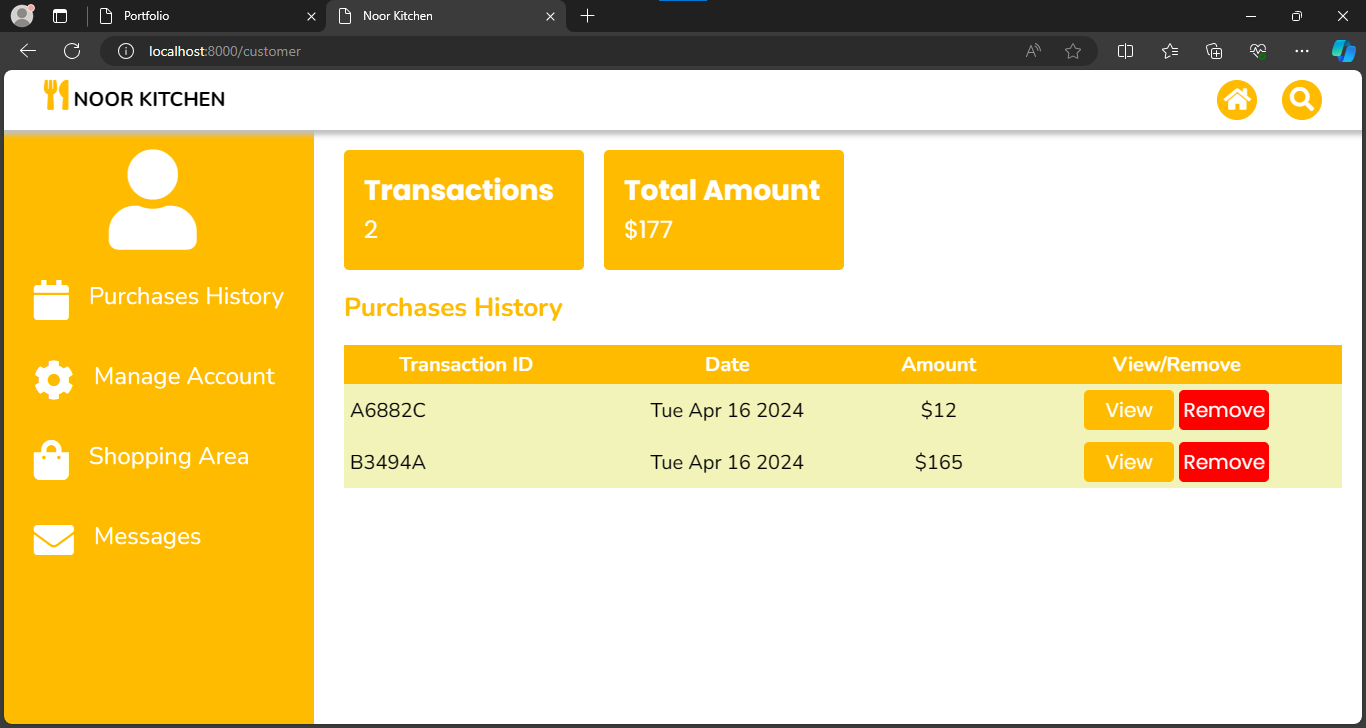 Portfolio
Noor Kitchen
localhost:8000/customer
NOOR KITCHEN
Purchases History
Manage Account
Shopping Area
Messages
Transactions
2
Total Amount
$177
Purchases History
Transaction ID Date Amount View/Remove
A6882C Tue Apr 16 2024 $12 View Remove
B3494A Tue Apr 16 2024 $165 View Remove